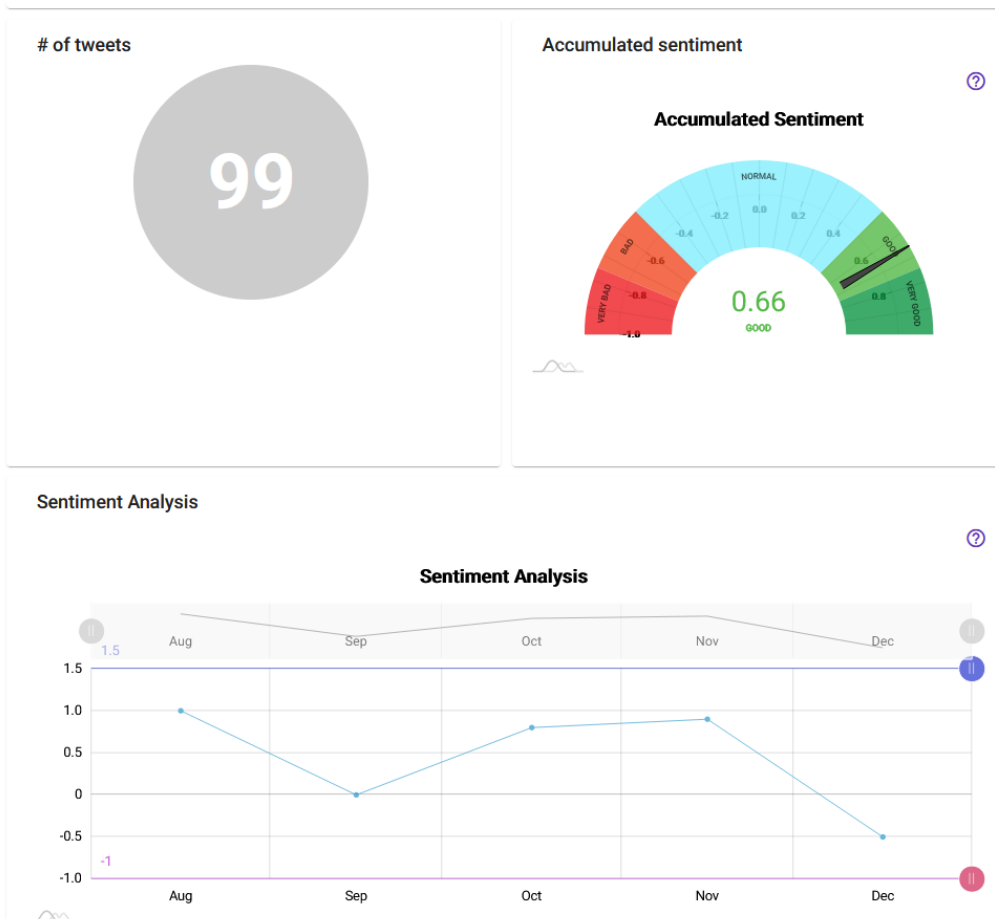 # of tweets
99
Accumulated sentiment
Accumulated Sentiment
VERY BAD
BAD
NORMAL
GOOD
VERY GOOD
-1.0
-0.8
-0.6
-0.4
-0.2
0.0
0.2
0.4
0.6
0.8
0.66
GOOD
Sentiment Analysis
Sentiment Analysis
Aug Sep Oct Nov Dec
1.5
1.5
1.0
0.5
0
-0.5
-1
-1.0
Aug Sep Oct Nov Dec